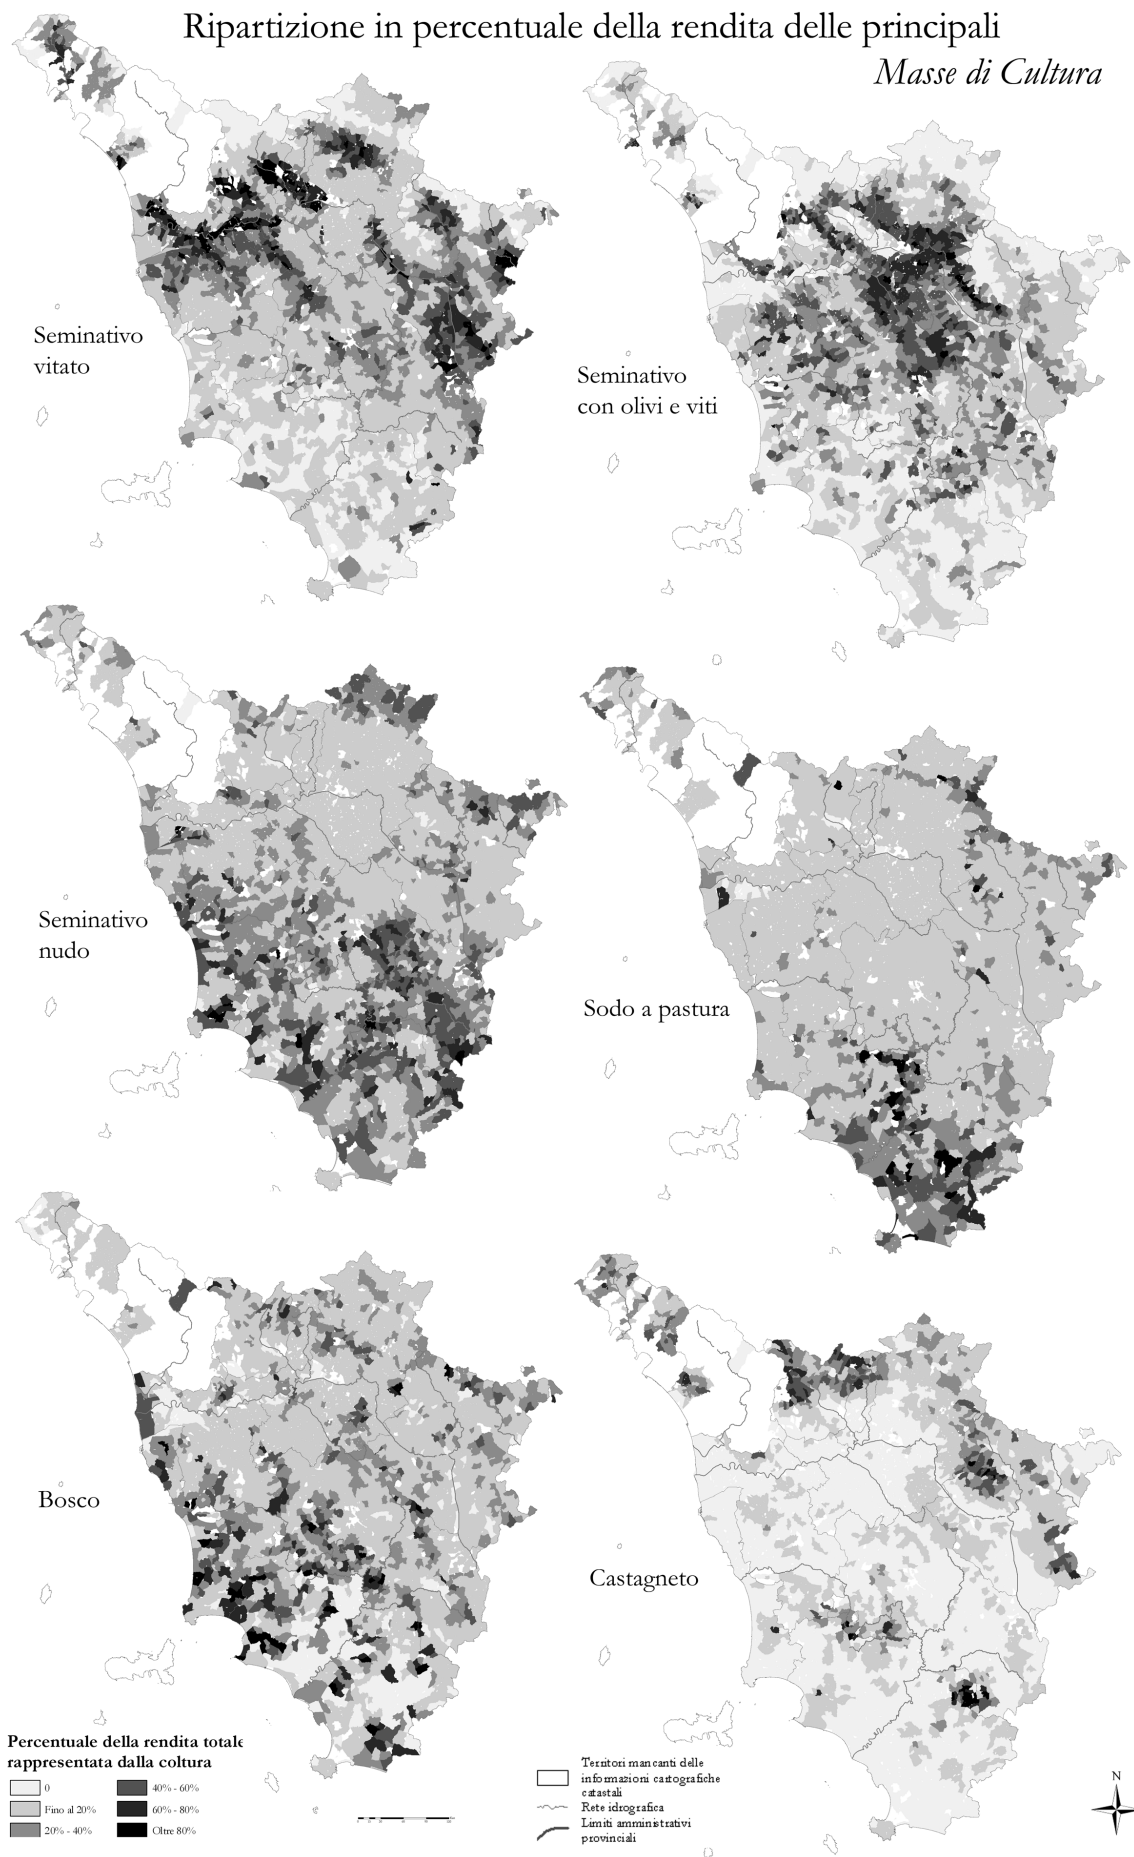 Ripartizione in percentuale della rendita delle principali
Masse di Cultura
Seminativo
vitato
Seminativo
con olivi e viti
Seminativo
nudo
Sodo a pastura
Bosco
Castagneto
Percentuale della rendita totale
rappresentata dalla coltura
0
Fino al 20%
20% - 40%
40% - 60%
60% - 80%
Oltre 80%
Territori mancanti delle
informazioni cartografiche
catastali
Rete idrografica
Limiti amministrativi
provinciali
N